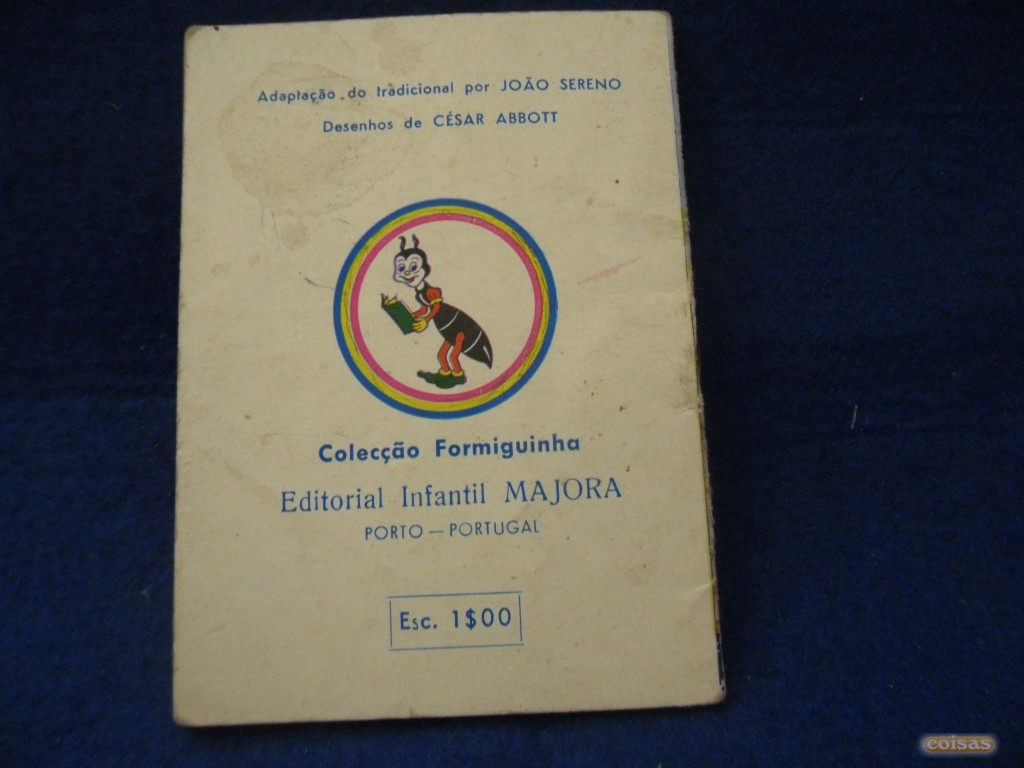 Adaptação do tradicional por JOÃO SERENO
Desenhos de CÉSAR ABBOTT
Colecção Formiguinha
Editorial Infantil MAJORA
PORTO — PORTUGAL
Esc. 1$00
coisas